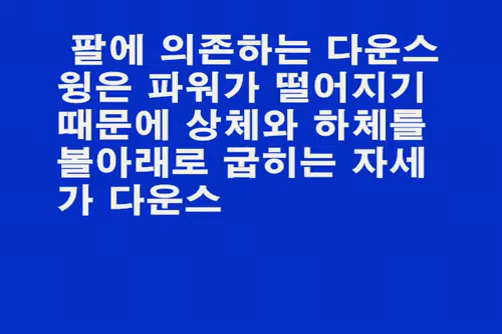 팔에 의존하는 다운스
윙은 파워가 떨어지기
때문에 상체와 하체를
볼아래로 굽히는 자세
가 다운스